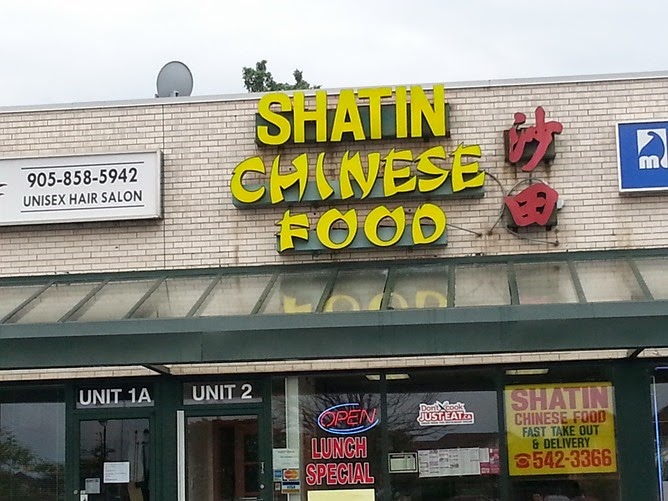 SHATIN
CHINESE
FOOD
沙田
905-858-5942
UNISEX HAIR SALON
UNIT 1A
UNIT 2
OPEN
LUNCH
SPECIAL
Don't cook
JUST EAT.ca
SHATIN
CHINESE FOOD
FAST TAKE OUT
& DELIVERY
542-3366
FOOD